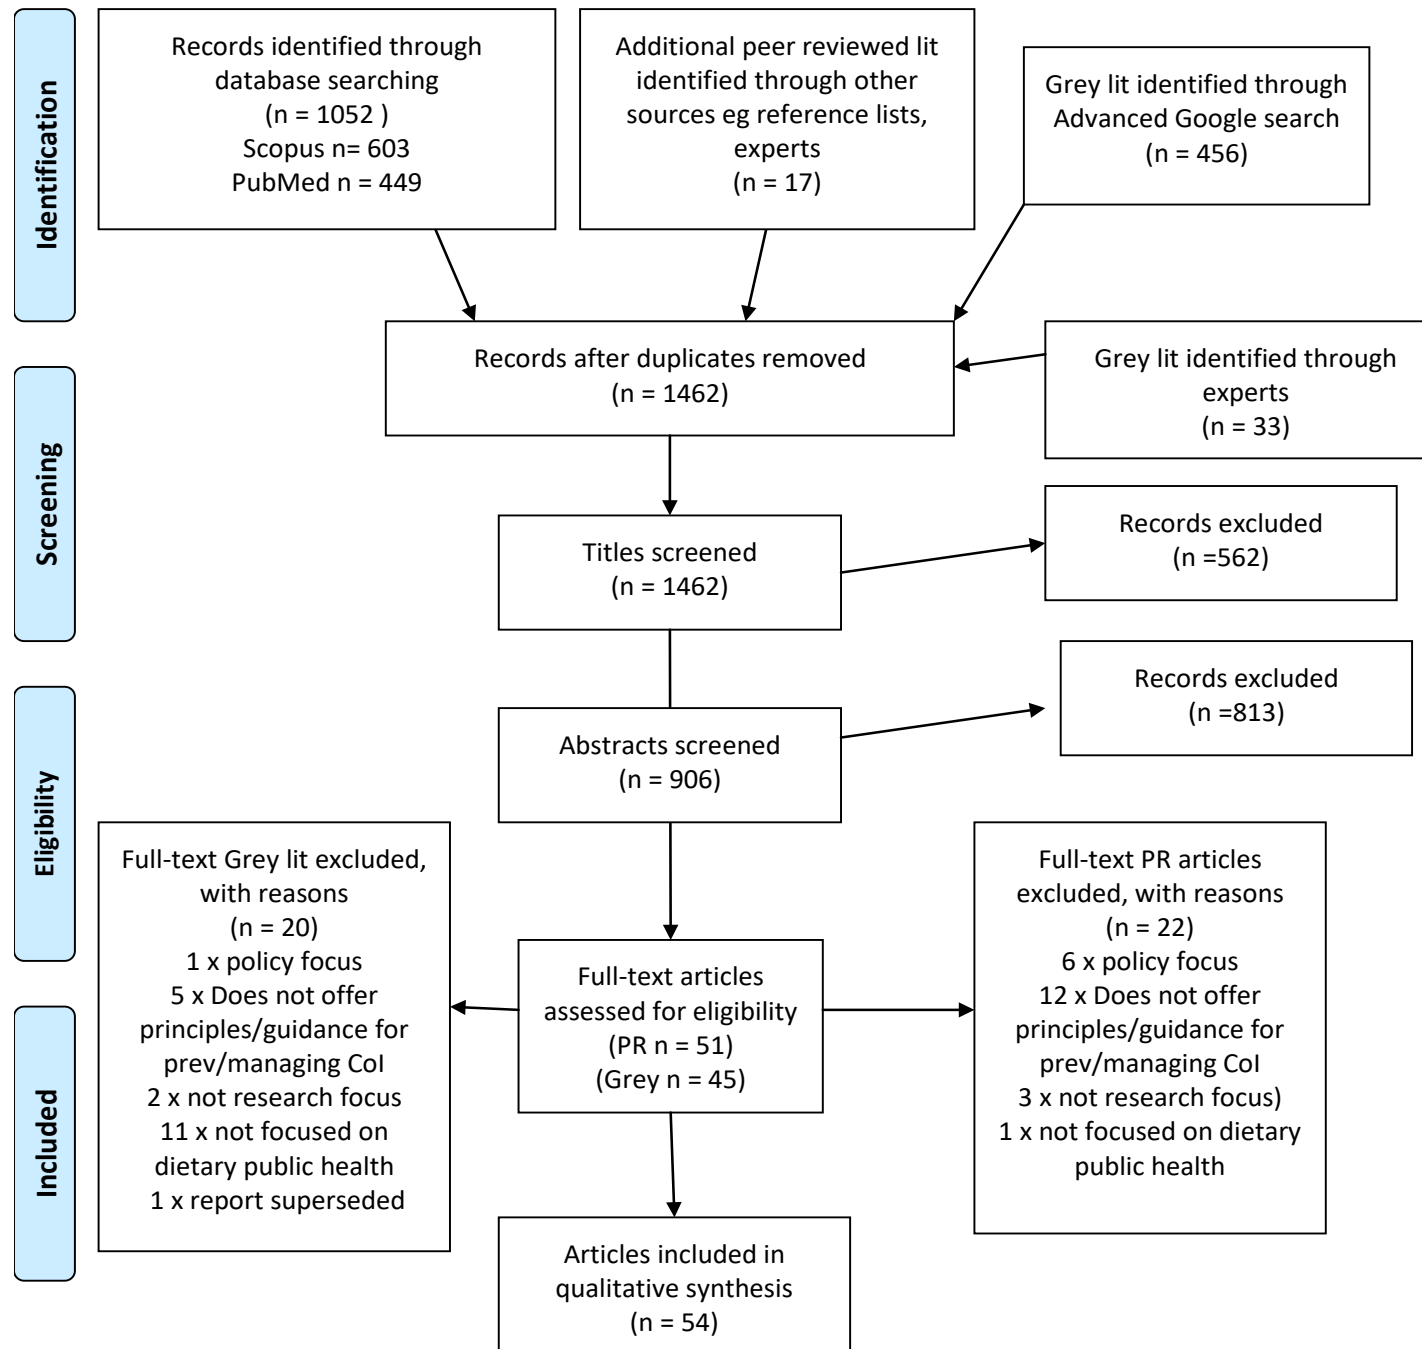 Identification
Records identified through
database searching
(n = 1052 )
Scopus n= 603
PubMed n = 449
Additional peer reviewed lit
identified through other
sources eg reference lists,
experts
(n = 17)
Grey lit identified through
Advanced Google search
(n = 456)
Records after duplicates removed
(n = 1462)
Grey lit identified through
experts
(n = 33)
Screening
Titles screened
(n = 1462)
Records excluded
(n =562)
Records excluded
(n =813)
Eligibility
Abstracts screened
(n = 906)
Full-text Grey lit excluded,
with reasons
(n = 20)
1 x policy focus
5 x Does not offer
principles/guidance for
prev/managing CoI
2 x not research focus
11 x not focused on
dietary public health
1 x report superseded
Full-text articles
assessed for eligibility
(PR n = 51)
(Grey n = 45)
Full-text PR articles
excluded, with reasons
(n = 22)
6 x policy focus
12 x Does not offer
principles/guidance for
prev/managing CoI
3 x not research focus)
1 x not focused on dietary
public health
Included
Articles included in
qualitative synthesis
(n = 54)